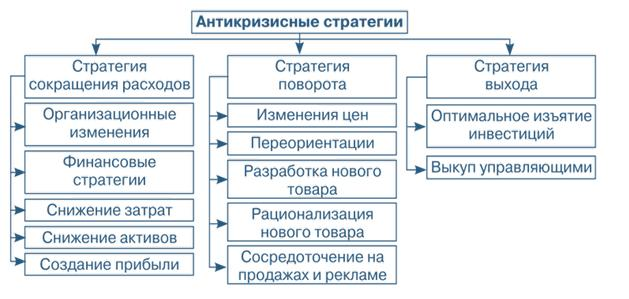 Антикризисные стратегии
Стратегия
сокращения расходов
Организационные
изменения
Финансовые
стратегии
Снижение затрат
Снижение активов
Создание прибыли
Стратегия
поворота
Изменения цен
Переориентации
Разработка нового
товара
Рационализация
нового товара
Сосредоточение на
продажах и рекламе
Стратегия
выхода
Оптимальное изъятие
инвестиций
Выкуп управляющими